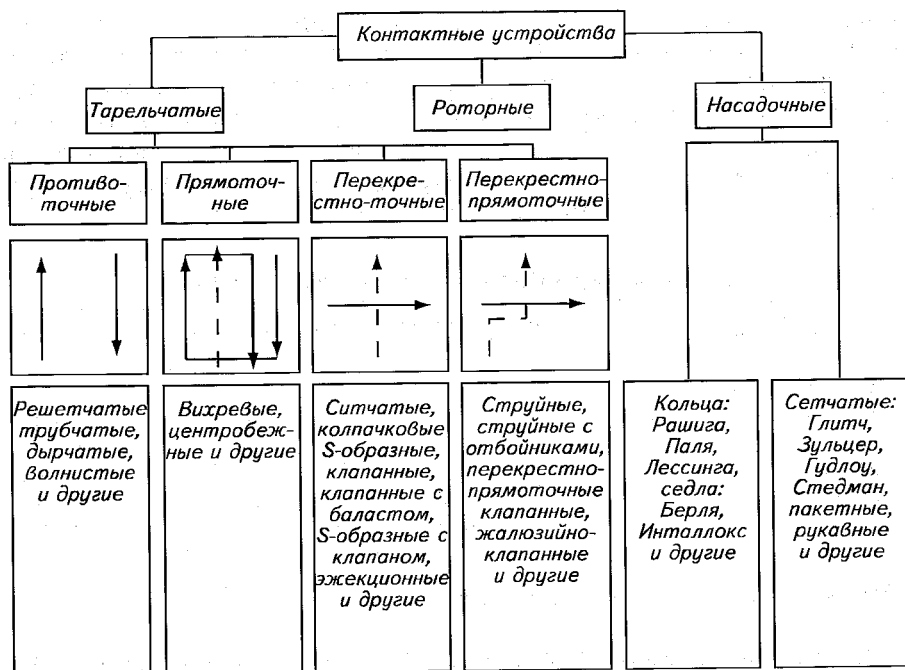 Контактные устройства
Тарельчатые
Роторные
Насадочные
Противо-
точные
Прямоточ-
ные
Перекре-
стно-точные
Перекрестно-
прямоточные
Решетчатые
трубчатые,
дырчатые,
волнистые
и другие
Вихревые,
центробеж-
ные и другие
Ситчатые,
колпачковые
S-образные,
клапанные,
клапанные с
баластом,
S-образные с
клапаном,
эжекционные
и другие
Струйные,
струйные с
отбойниками,
перекрестно-
прямоточные
клапанные,
жалюзийно-
клапанные
и другие
Кольца:
Рашига,
Паля,
Лессинга,
седла:
Берля,
Инталлокс
и другие
Сетчатые:
Глитч,
Зульцер,
Гудлоу,
Стедман,
пакетные,
рукавные
и другие